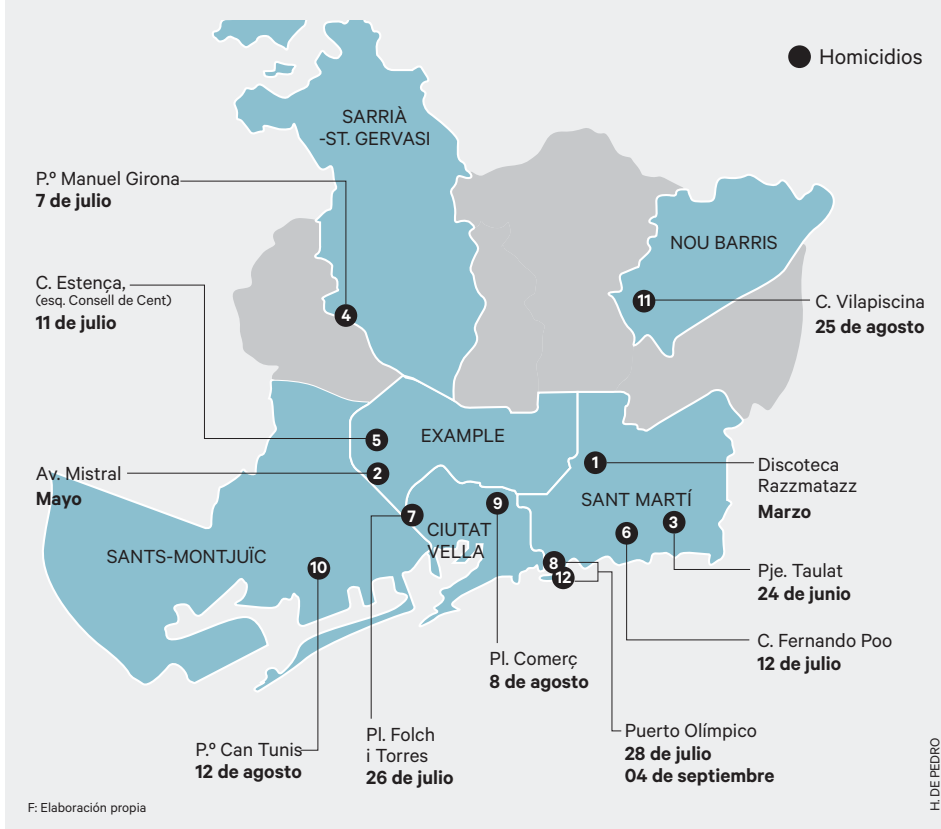 Homicidios
SARRIÀ
-ST. GERVASI
P.º Manuel Girona
7 de julio
NOU BARRIS
C. Estença,
(esq. Consell de Cent)
11 de julio
4
11
C. Vilapiscina
25 de agosto
5
EXAMPLE
Av. Mistral
Mayo
2
1
Discoteca
Razzmatazz
Marzo
SANT MARTÍ
9
7
CIUTAT
VELLA
6
3
SANTS-MONTJUÏC
10
8
12
Pje. Taulat
24 de junio
C. Fernando Poo
12 de julio
Pl. Comerç
8 de agosto
P.º Can Tunis
12 de agosto
Pl. Folch
i Torres
26 de julio
Puerto Olímpico
28 de julio
04 de septiembre
F: Elaboración propia
H. DE PEDRO